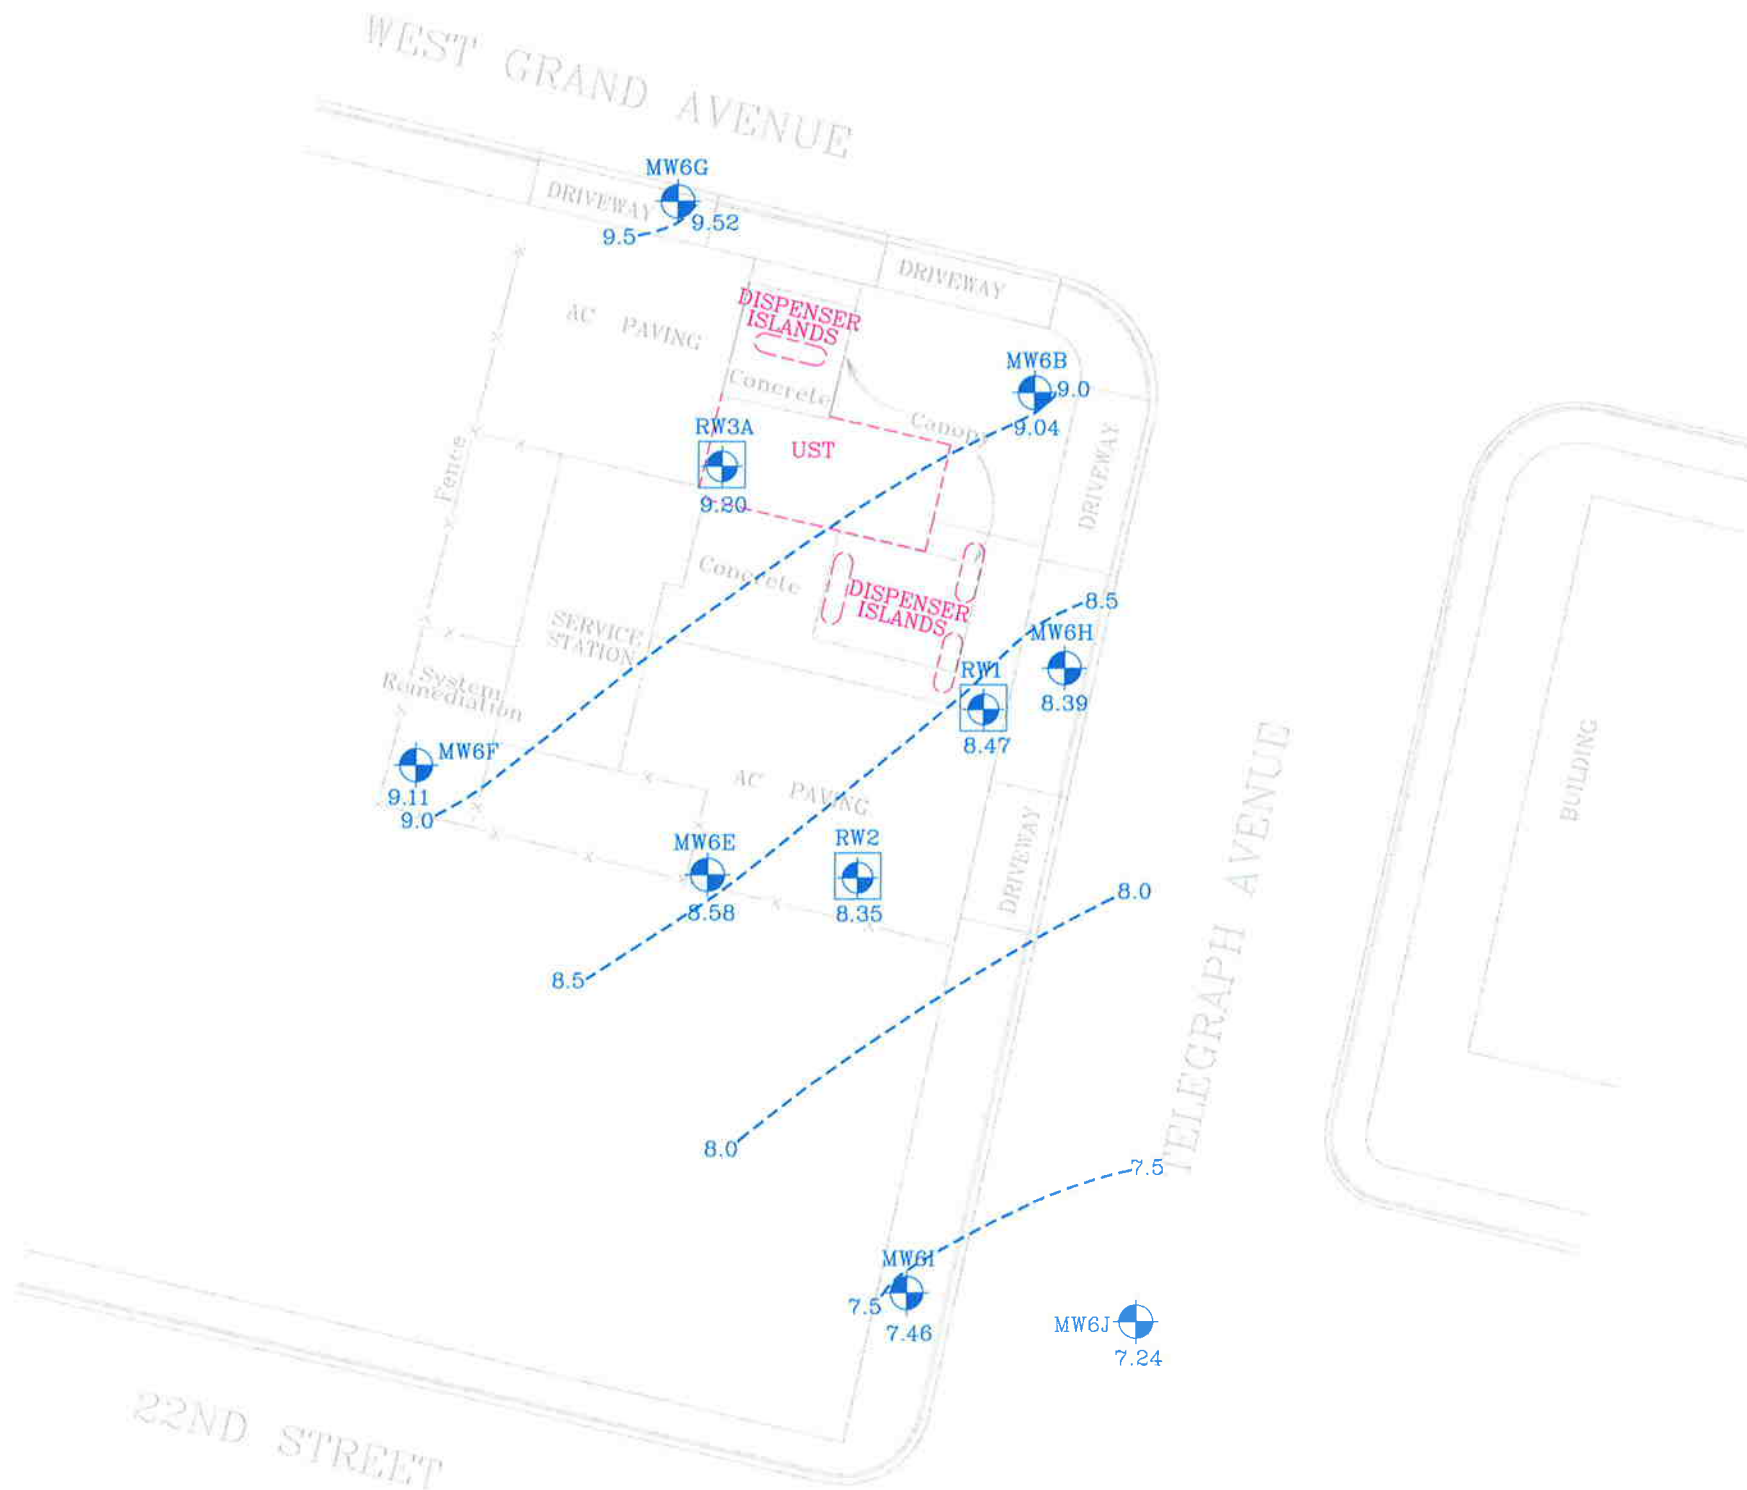 WEST GRAND AVENUE
MW6G
DRIVEWAY
9.52
9.5
DRIVEWAY
DISPENSER
ISLANDS
AC PAVING
MW6B
9.0
Concrete
Canopy
9.04
RW3A
UST
9.20
Fence
DRIVEWAY
Concrete
DISPENSER
ISLANDS
8.5
SERVICE
STATION
MW6H
8.39
RW1
8.47
System
Remediation
MW6F
9.11
9.0
AC PAVING
TELEGRAPH AVENUE
BUILDING
MW6E
8.58
RW2
8.35
DRIVEWAY
8.0
8.5
8.0
7.5
MW6I
7.5
7.46
MW6J
7.24
22ND STREET